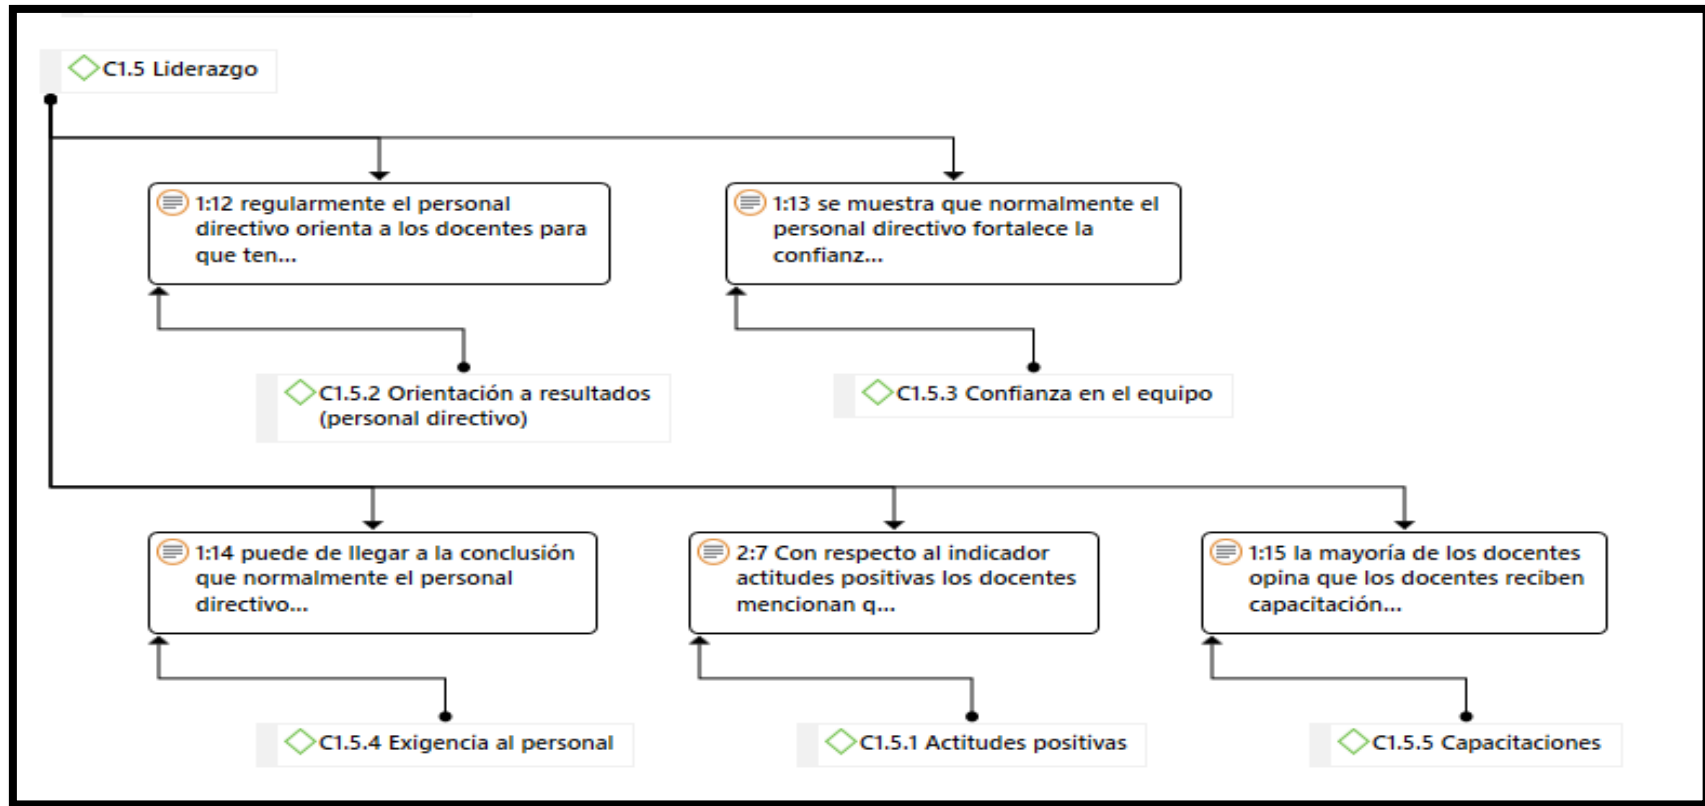 C1.5 Liderazgo
1:12 regularmente el personal
directivo orienta a los docentes para
que ten...
1:13 se muestra que normalmente el
personal directivo fortalece la
confianz...
C1.5.2 Orientación a resultados
(personal directivo)
C1.5.3 Confianza en el equipo
1:14 puede de llegar a la conclusión
que normalmente el personal
directivo...
2:7 Con respecto al indicador
actitudes positivas los docentes
mencionan q...
1:15 la mayoría de los docentes
opina que los docentes reciben
capacitación...
C1.5.4 Exigencia al personal
C1.5.1 Actitudes positivas
C1.5.5 Capacitaciones